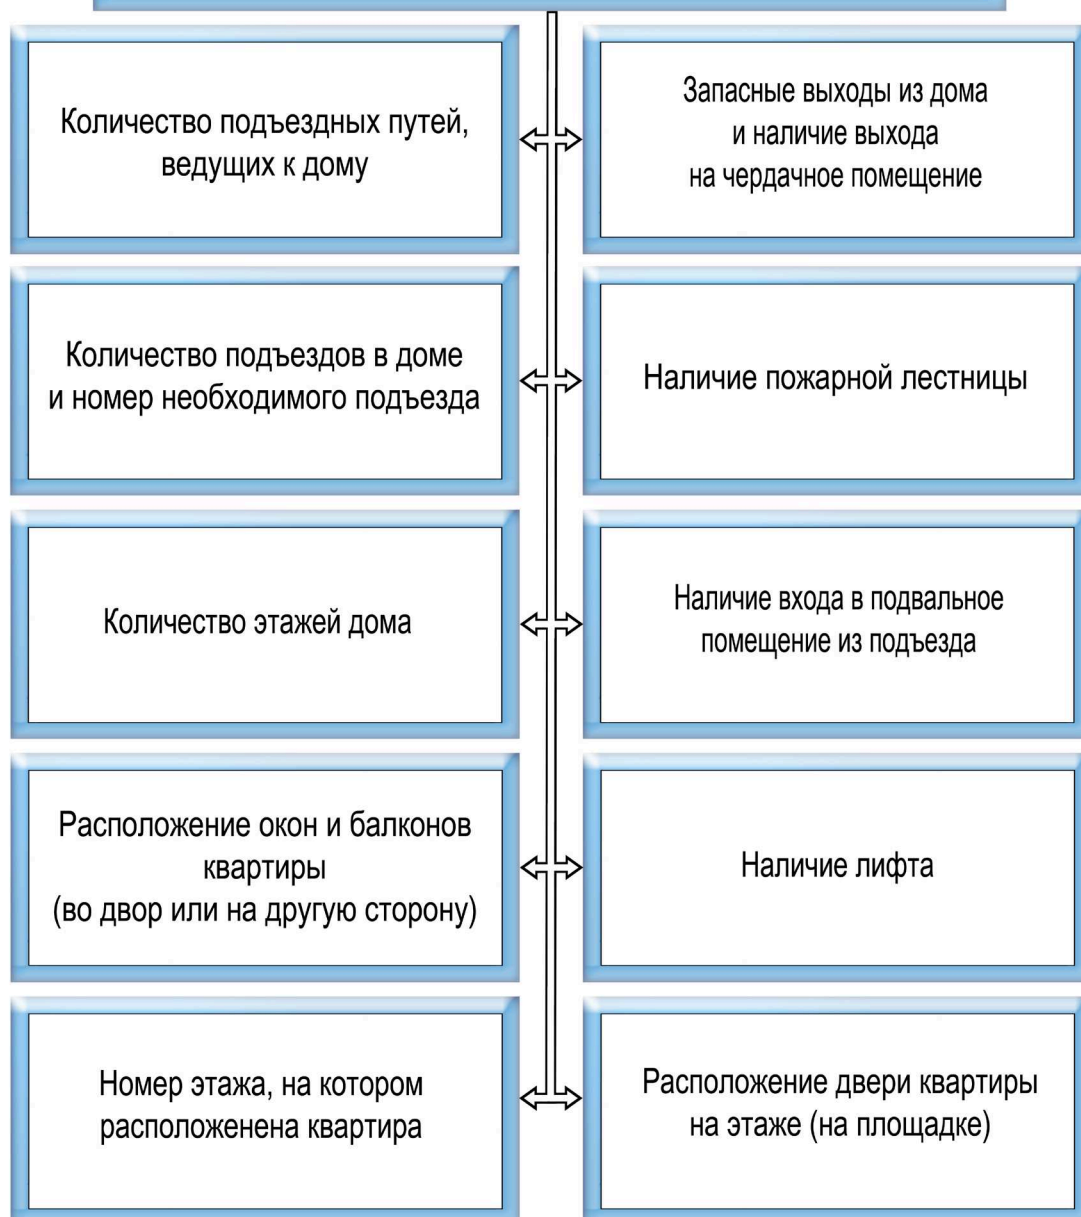 Количество подъездных путей,
ведущих к дому
Запасные выходы из дома
и наличие выхода
на чердачное помещение
Количество подъездов в доме
и номер необходимого подъезда
Наличие пожарной лестницы
Количество этажей дома
Наличие входа в подвальное
помещение из подъезда
Расположение окон и балконов
квартиры
(во двор или на другую сторону)
Наличие лифта
Номер этажа, на котором
расположенена квартира
Расположение двери квартиры
на этаже (на площадке)